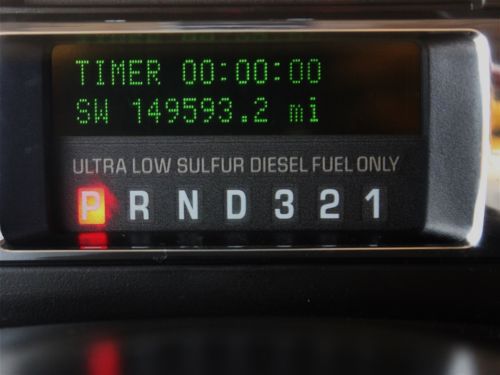 TIMER 00:00:00
SW 149593.2 mi
ULTRA LOW SULFUR DIESEL FUEL ONLY
P R N D 3 2 1